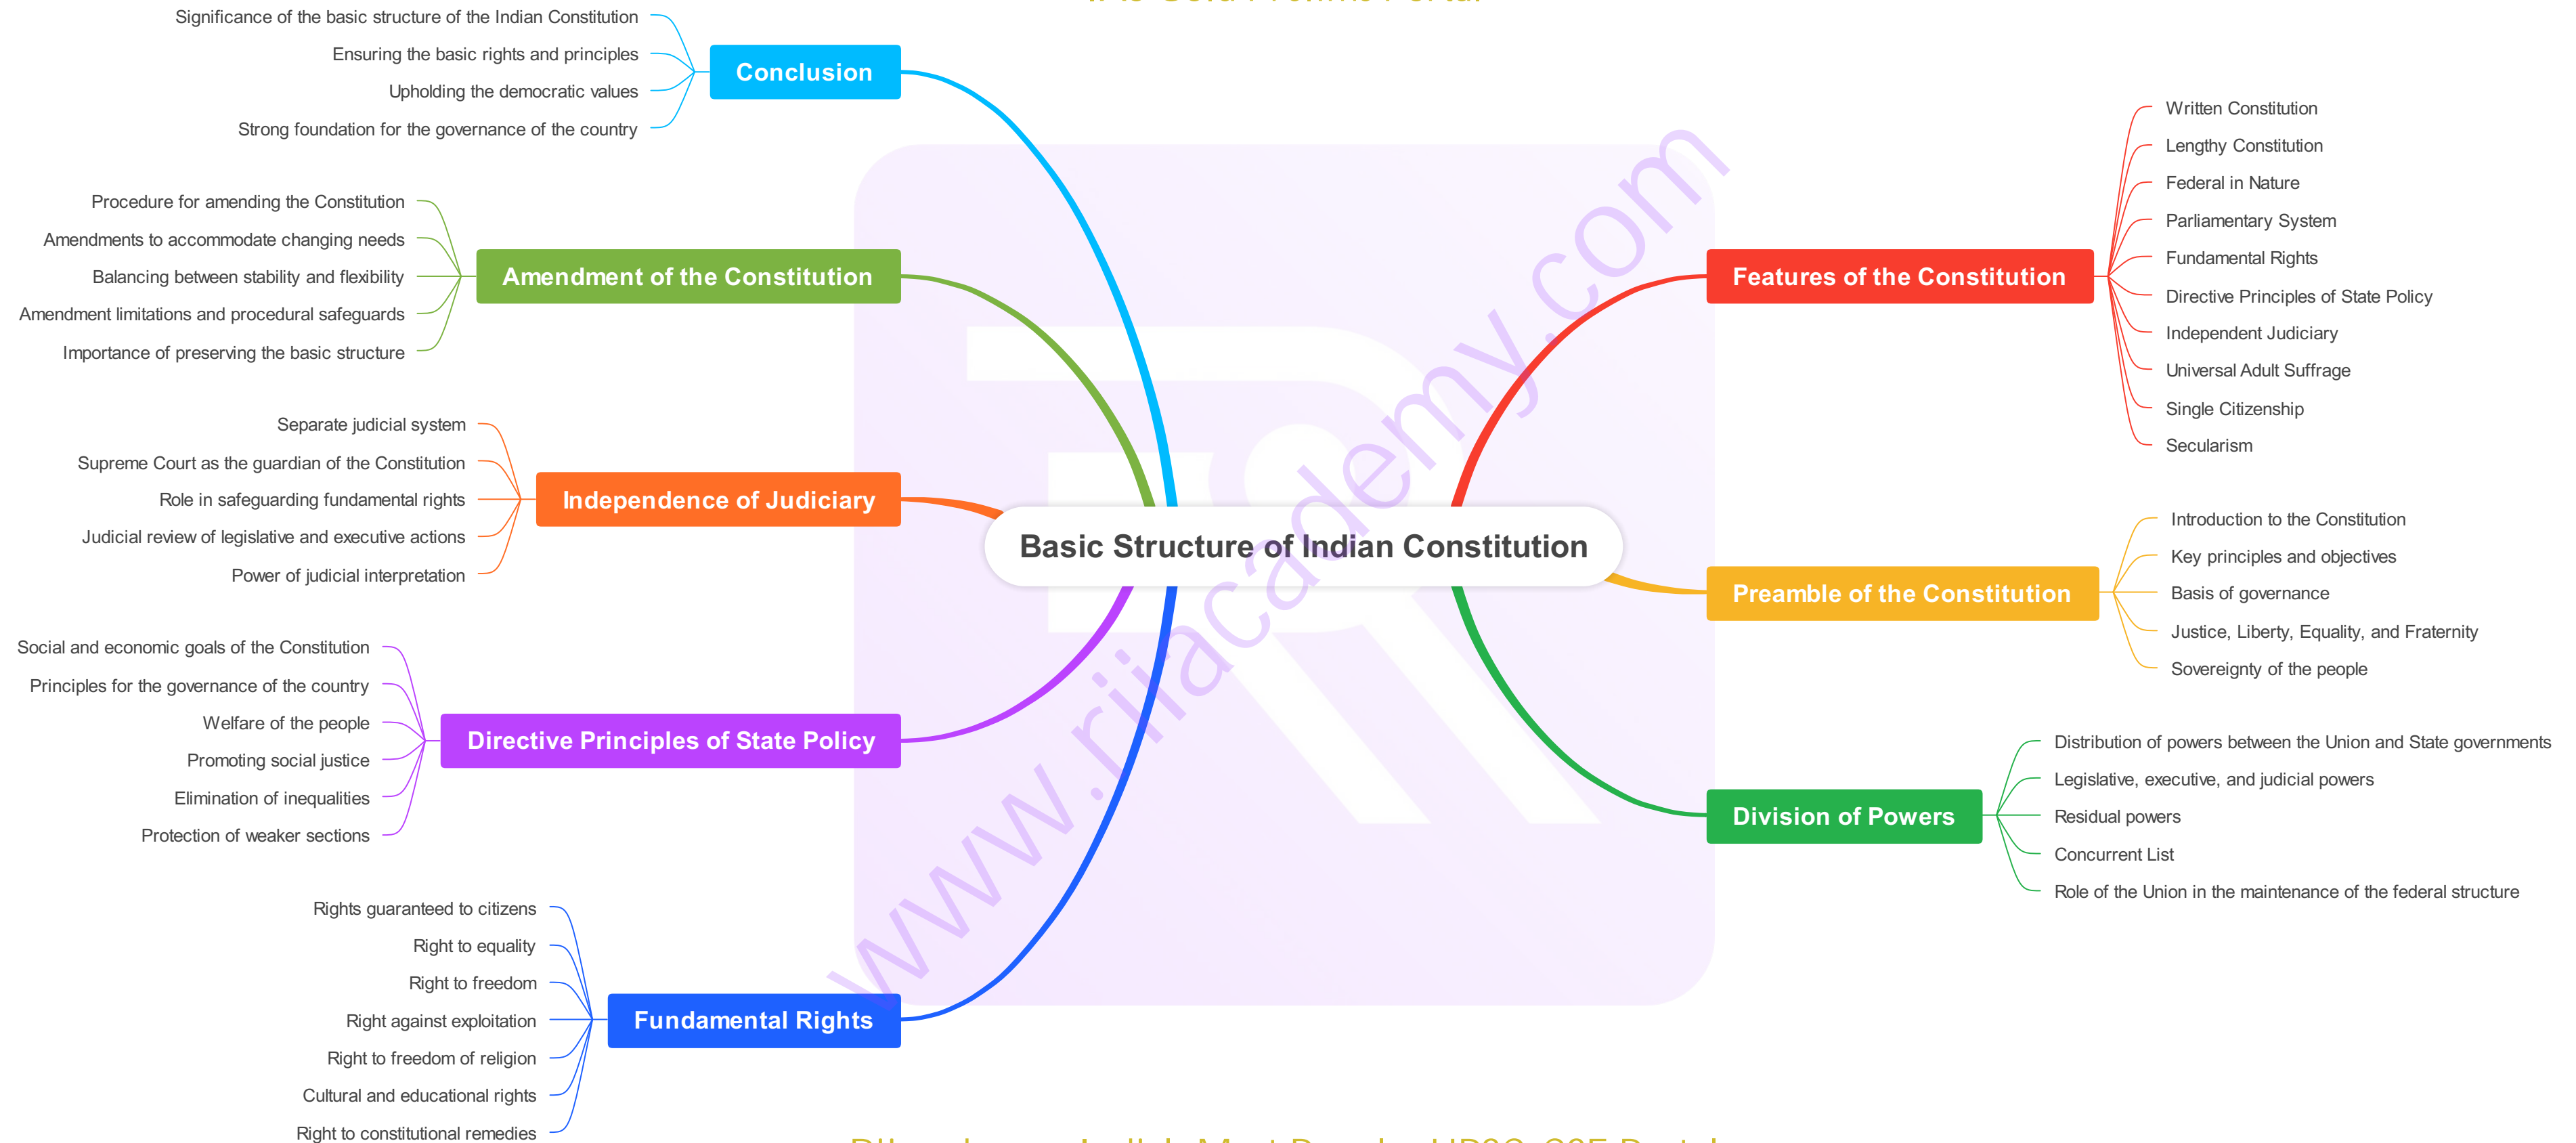 Significance of the basic structure of the Indian Constitution
Ensuring the basic rights and principles
Upholding the democratic values
Strong foundation for the governance of the country
Conclusion
Procedure for amending the Constitution
Amendments to accommodate changing needs
Balancing between stability and flexibility
Amendment limitations and procedural safeguards
Importance of preserving the basic structure
Amendment of the Constitution
Separate judicial system
Supreme Court as the guardian of the Constitution
Role in safeguarding fundamental rights
Judicial review of legislative and executive actions
Power of judicial interpretation
Independence of Judiciary
Social and economic goals of the Constitution
Principles for the governance of the country
Welfare of the people
Promoting social justice
Elimination of inequalities
Protection of weaker sections
Directive Principles of State Policy
Rights guaranteed to citizens
Right to equality
Right to freedom
Right against exploitation
Right to freedom of religion
Cultural and educational rights
Right to constitutional remedies
Fundamental Rights
Basic Structure of Indian Constitution
www.rijacademy.com
Features of the Constitution
Written Constitution
Lengthy Constitution
Federal in Nature
Parliamentary System
Fundamental Rights
Directive Principles of State Policy
Independent Judiciary
Universal Adult Suffrage
Single Citizenship
Secularism
Preamble of the Constitution
Introduction to the Constitution
Key principles and objectives
Basis of governance
Justice, Liberty, Equality, and Fraternity
Sovereignty of the people
Division of Powers
Distribution of powers between the Union and State governments
Legislative, executive, and judicial powers
Residual powers
Concurrent List
Role of the Union in the maintenance of the federal structure